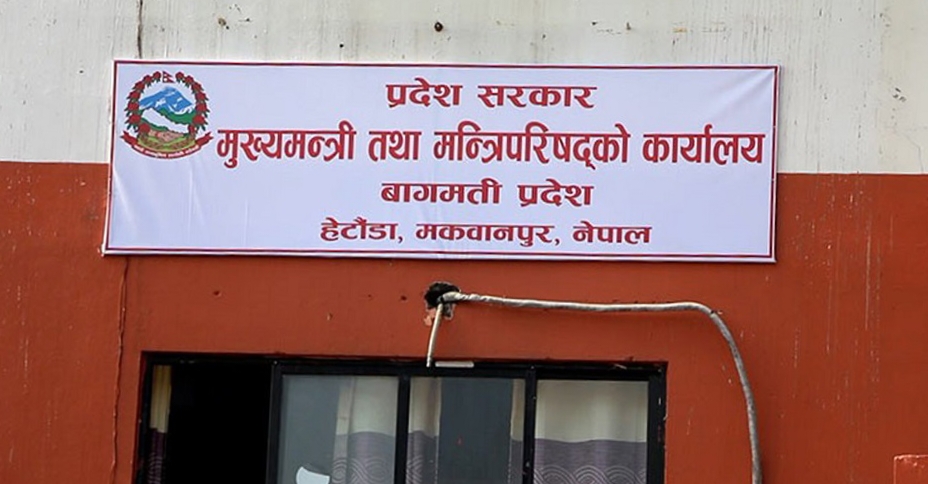 प्रदेश सरकार
मुख्यमन्त्री तथा मन्त्रिपरिषद्को कार्यालय
बागमती प्रदेश
हेटौंडा, मकवानपुर, नेपाल